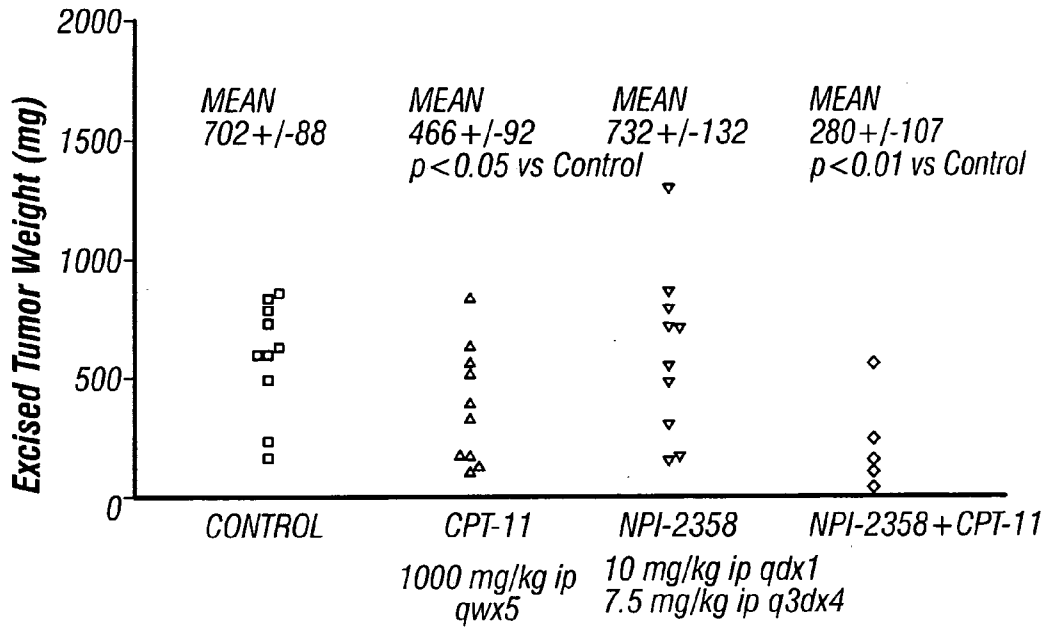 2000
1500
1000
500
0
Excised Tumor Weight (mg)
MEAN
702+/-88
MEAN
466+/-92
p<0.05 vs Control
MEAN
732+/-132
MEAN
280+/-107
p<0.01 vs Control
CONTROL
CPT-11
NPI-2358
NPI-2358+CPT-11
1000 mg/kg ip
qwx5
10 mg/kg ip qdx1
7.5 mg/kg ip q3dx4